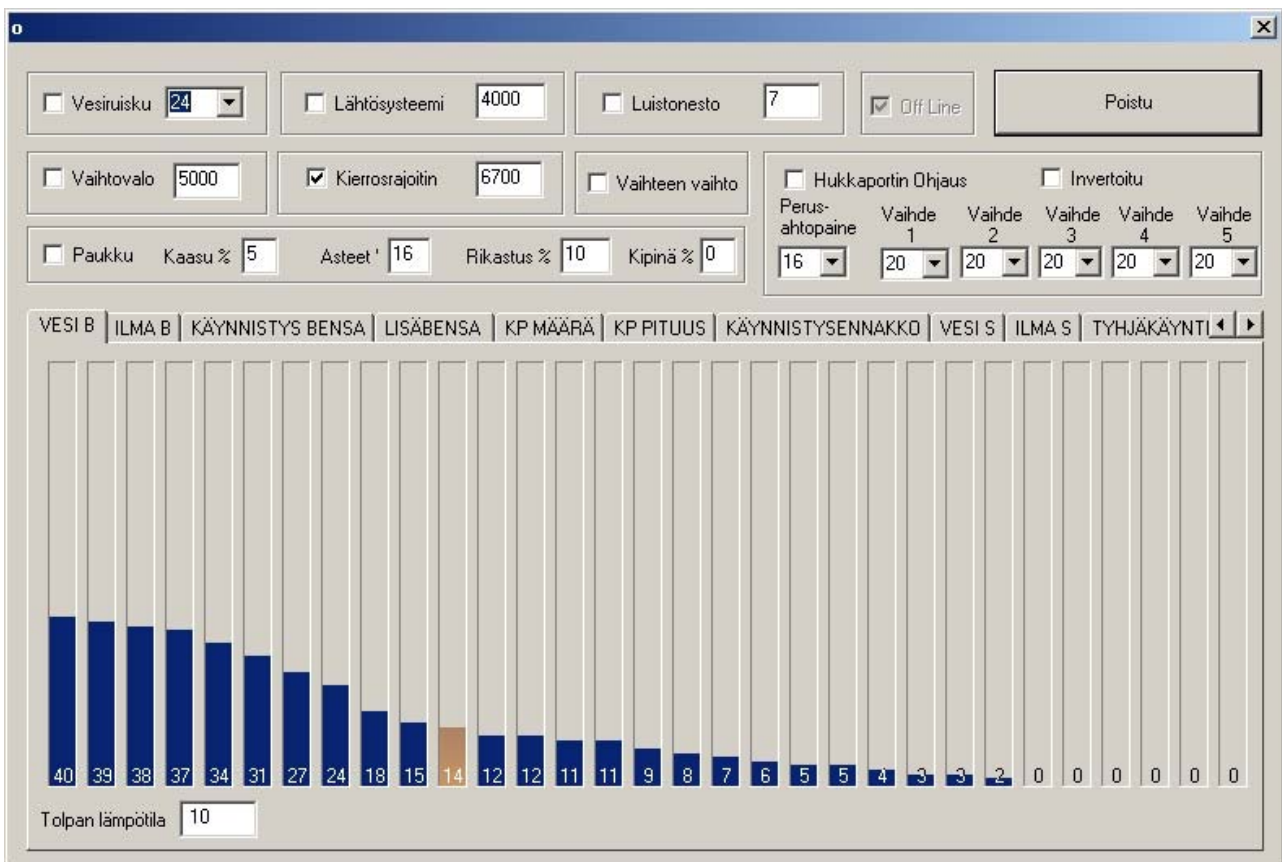 o
Vesiruisku 24 Lähtösysteemi 4000 Luistonesto 7 Off Line Poistu
Vaihtovalo 5000 Kierrosrajoitin 6700 Vaihteen vaihto Hukkaportin Ohjaus Invertoitu
Perus-
ahtopaine
Vaihde 1 Vaihde 2 Vaihde 3 Vaihde 4 Vaihde 5
16 20 20 20 20 20
Paukku Kaasu % 5 Asteet ' 16 Rikastus % 10 Kipinä % 0
VESI B ILMA B KÄYNNISTYS BENSA LISÄBENSA KP MÄÄRÄ KP PITUUS KÄYNNISTYSENNAKKO VESI S ILMA S TYHJÄKÄYNTI
40 39 38 37 34 31 27 24 18 15 14 12 12 11 11 9 8 7 6 5 5 4 3 3 2 0 0 0 0 0 0
Tolpan lämpötila 10